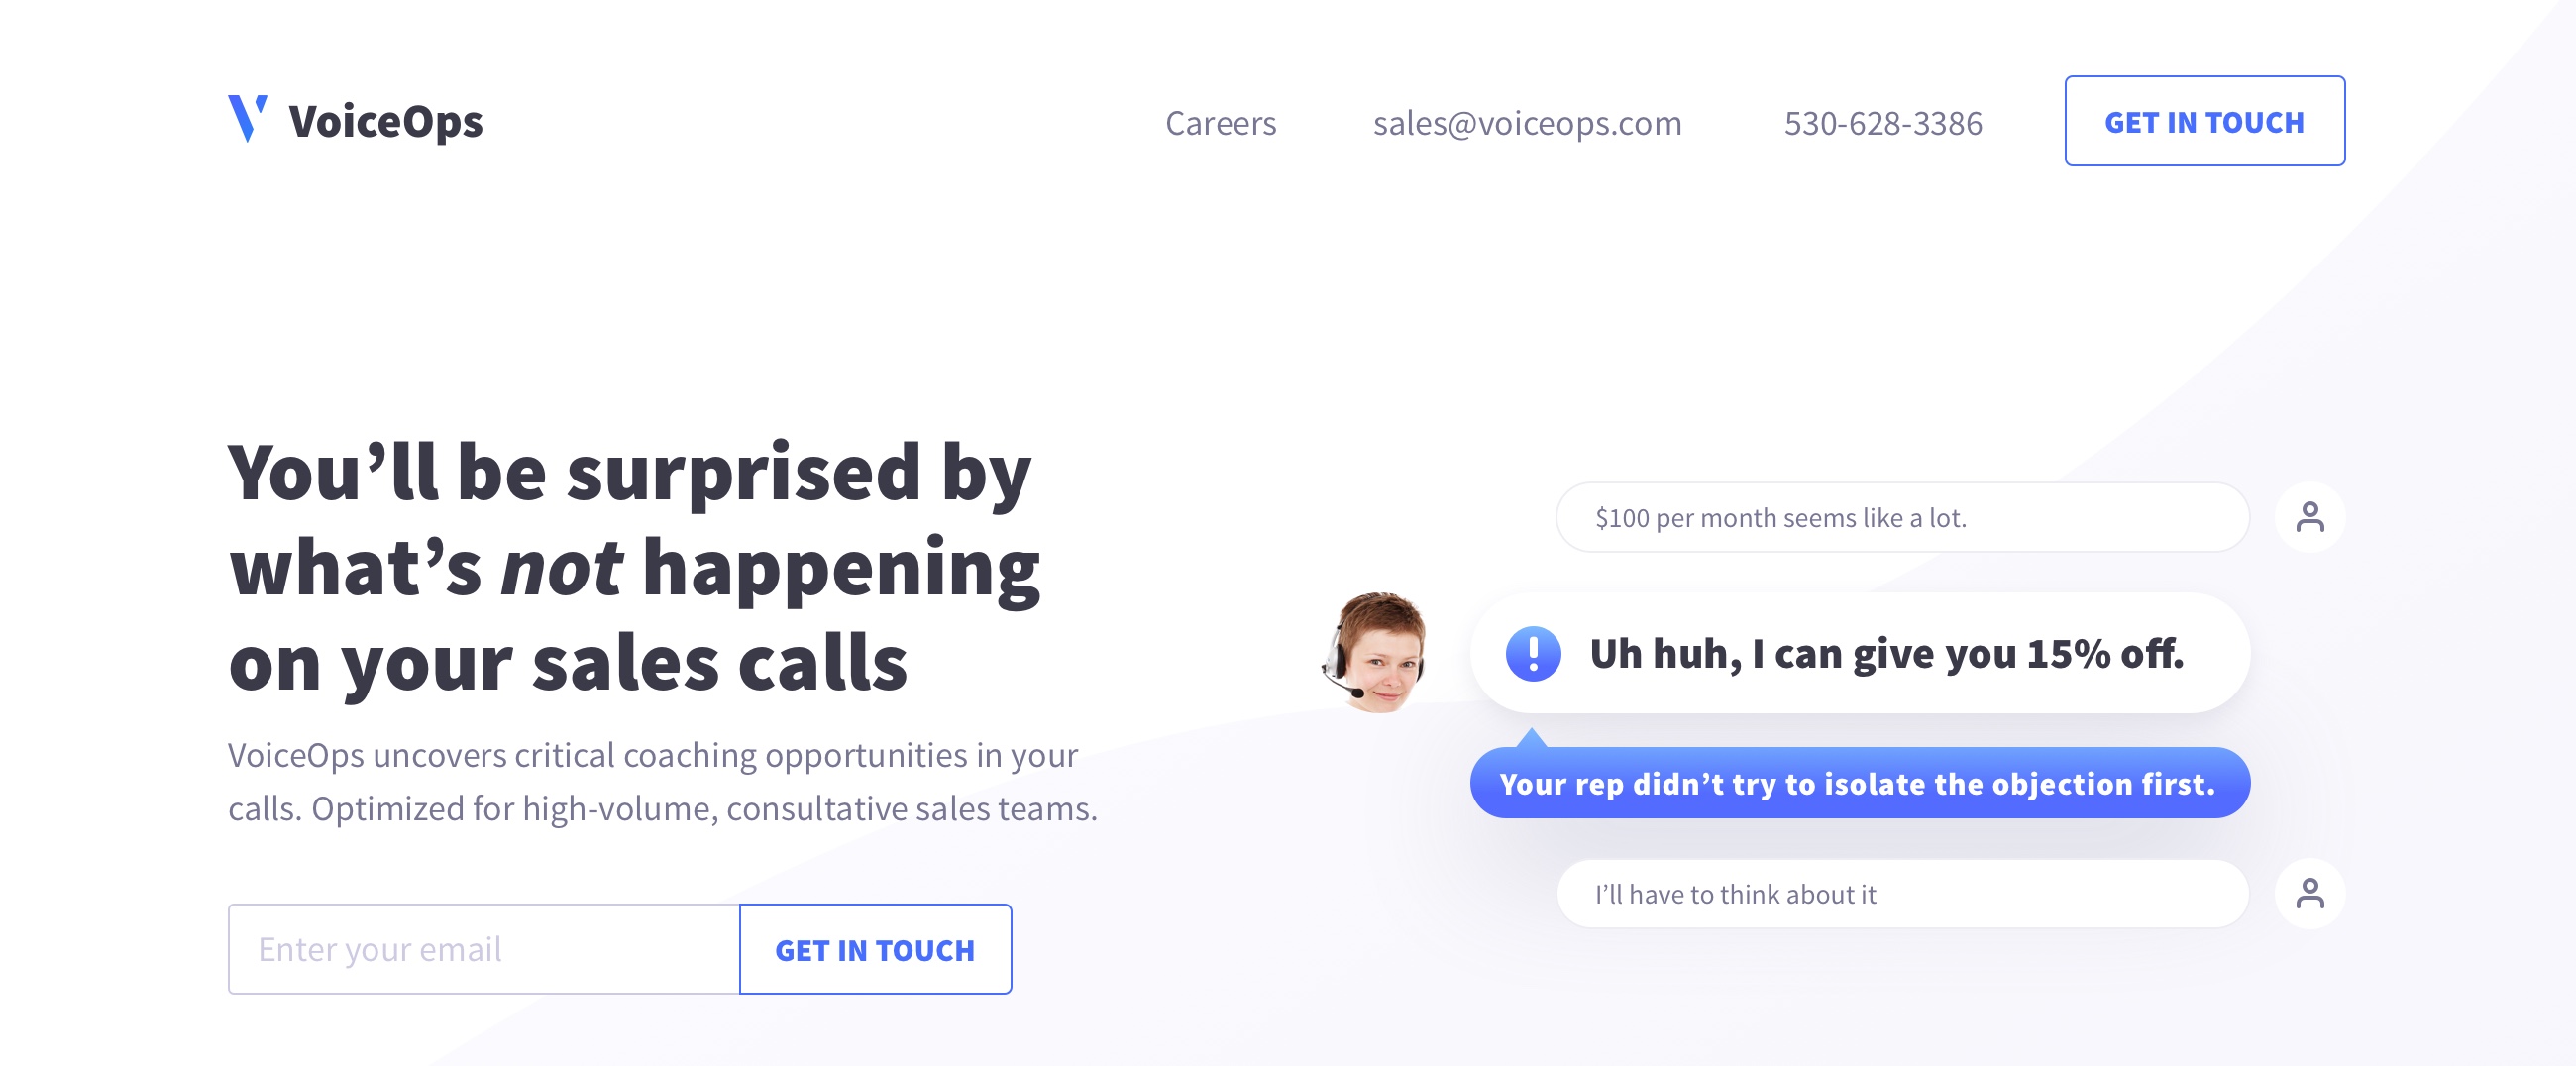 VoiceOps
Careers
sales@voiceops.com
530-628-3386
GET IN TOUCH
You’ll be surprised by
what’s not happening
on your sales calls
VoiceOps uncovers critical coaching opportunities in your
calls. Optimized for high-volume, consultative sales teams.
Enter your email
GET IN TOUCH
$100 per month seems like a lot.
Uh huh, I can give you 15% off.
Your rep didn’t try to isolate the objection first.
I’ll have to think about it